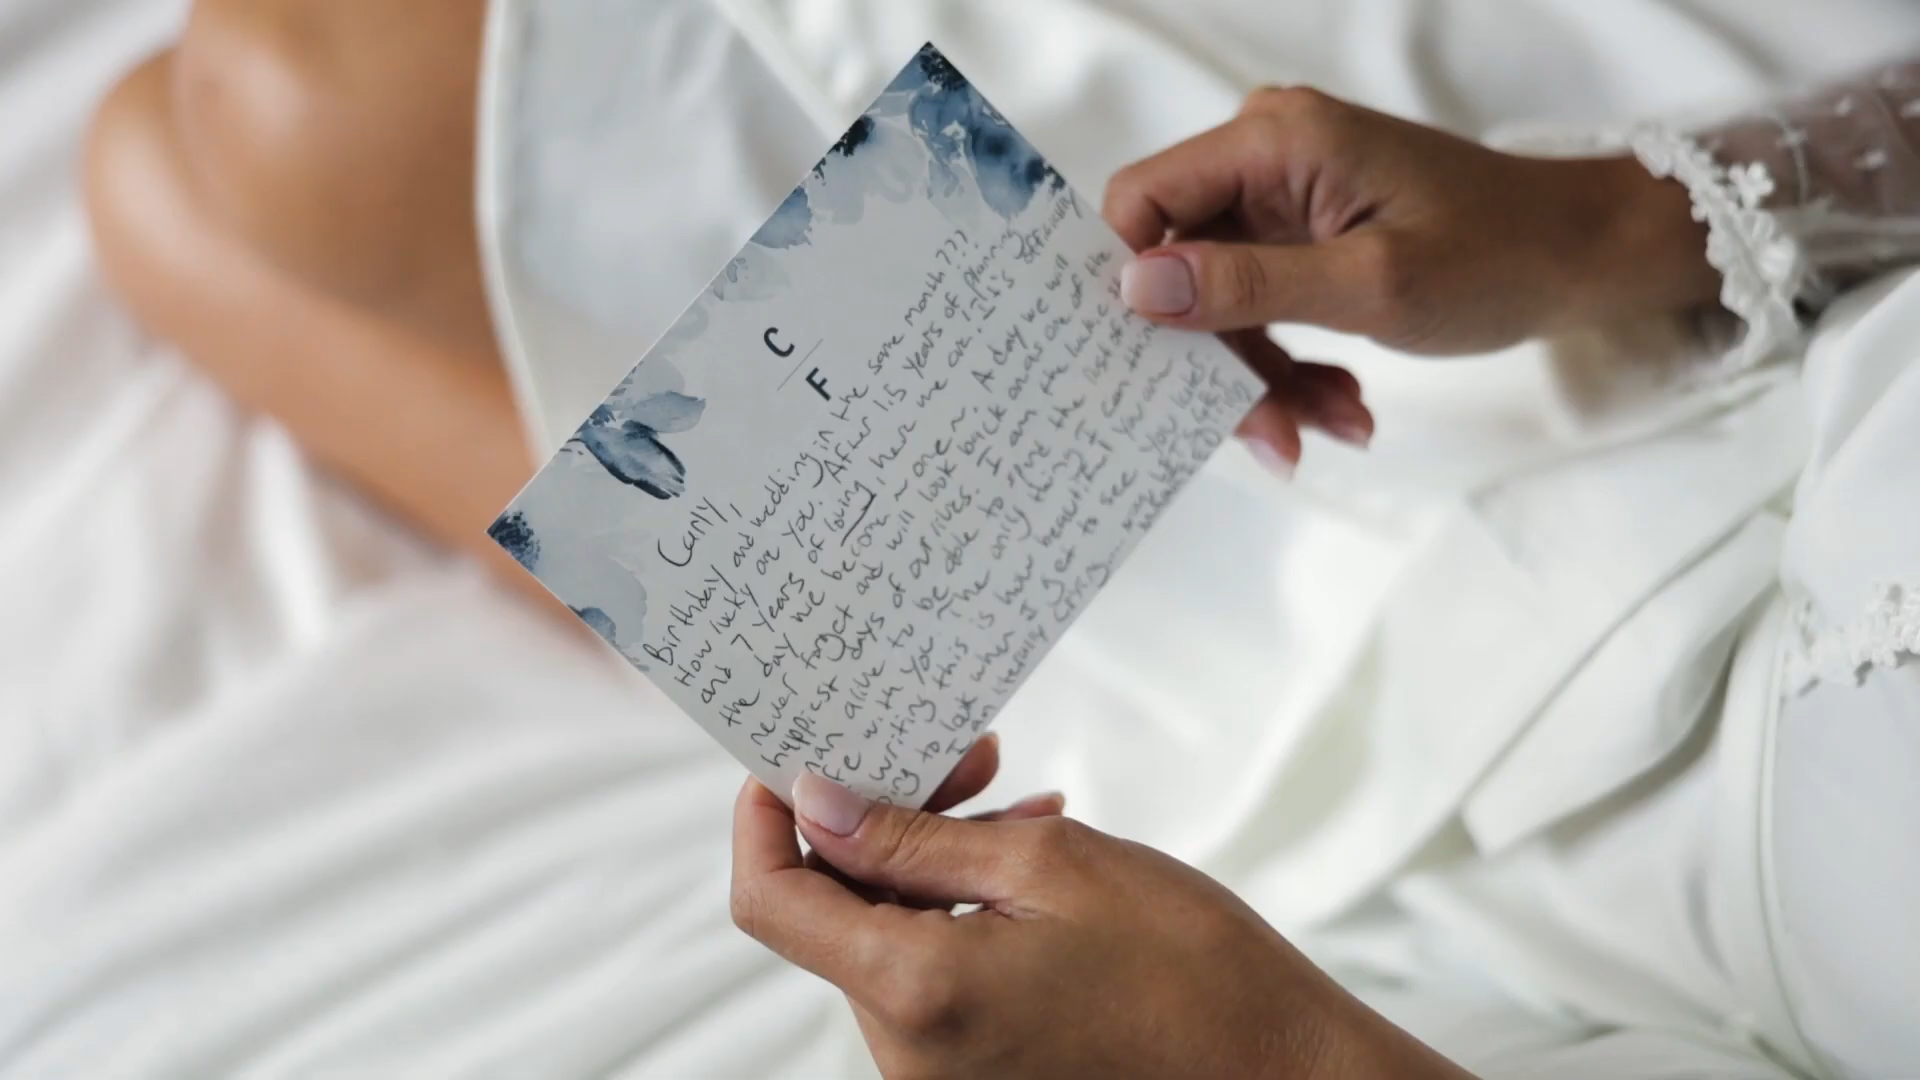 C
F
Curly,
Birthday and wedding in the same month???
How lucky are you. After 1.5 years of planning
and 7 years of loving, here we are! It's officially
the day we become ~ one ~. A day we will
never forget and will look back on as one of the
happiest days of our lives. I am the luckiest
man alive to be able to spend the rest of my
life with you. The only thing I can think
writing this is how beautiful you are
going to look when I get to see you later.
I am literally crying...